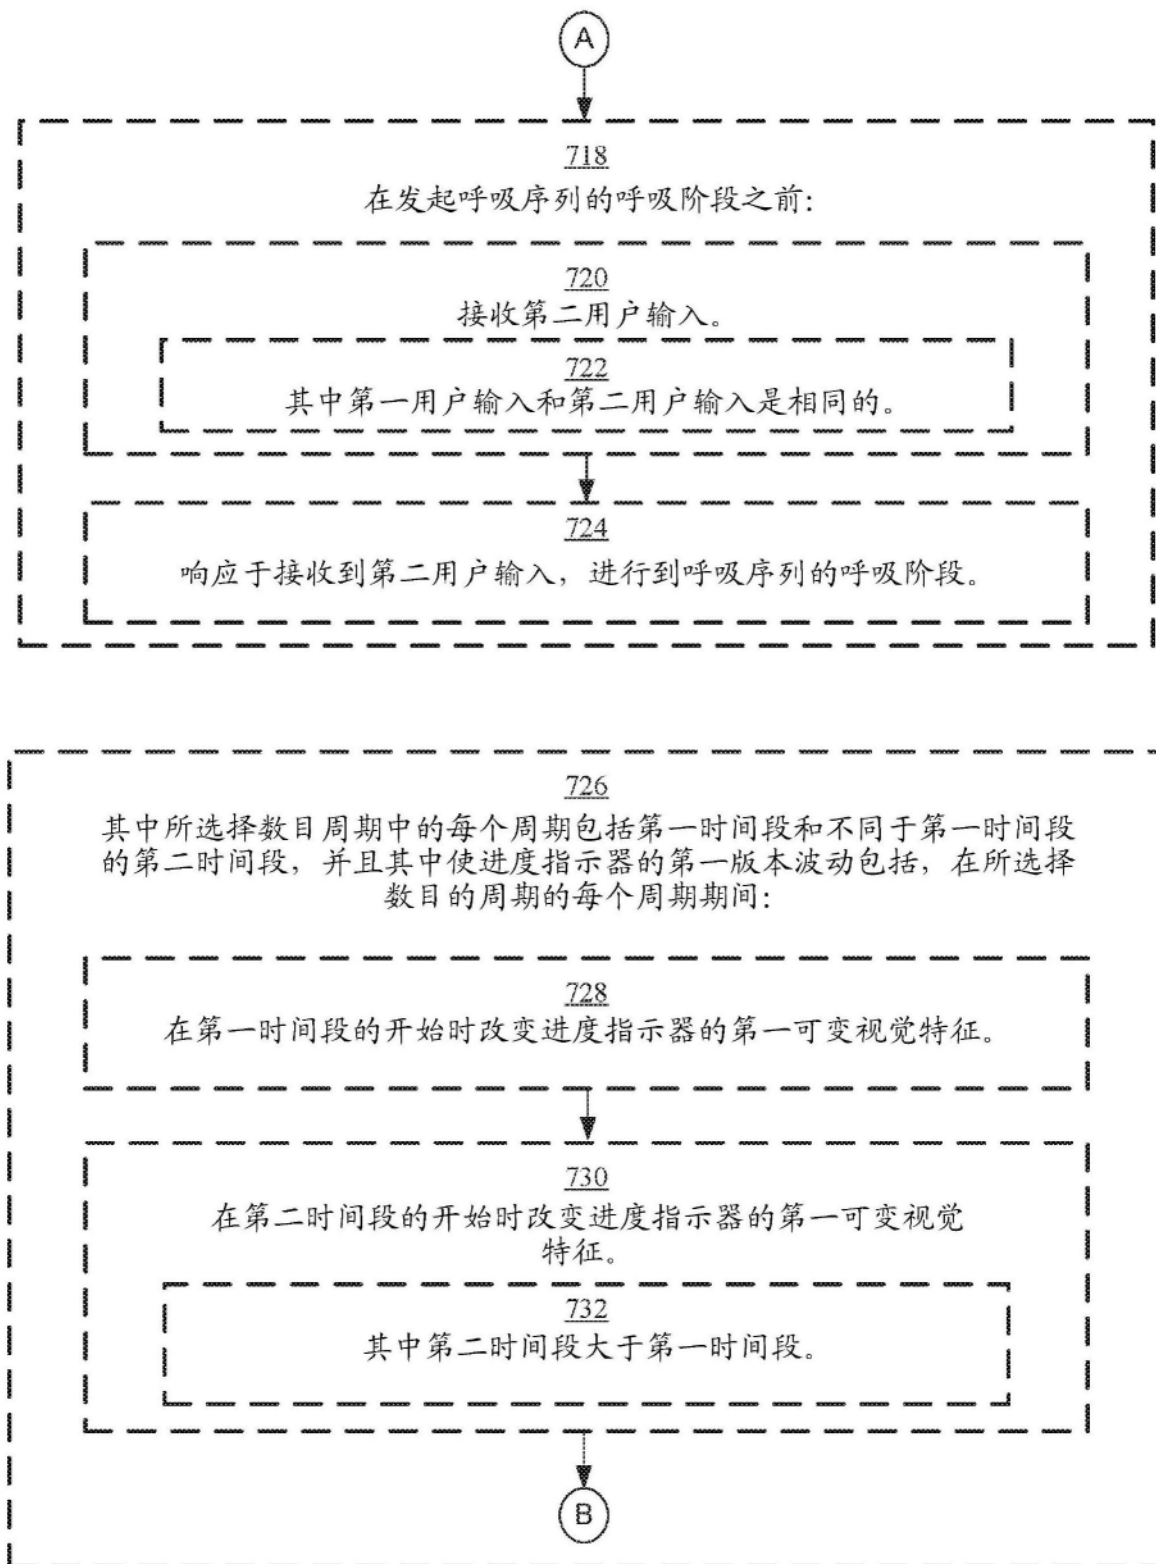 A
718
在发起呼吸序列的呼吸阶段之前：
720
接收第二用户输入。
722
其中第一用户输入和第二用户输入是相同的。
724
响应于接收到第二用户输入，进行到呼吸序列的呼吸阶段。
726
其中所选择数目周期中的每个周期包括第一时间段和不同于第一时间段
的第二时间段，并且其中使进度指示器的第一版本波动包括，在所选择
数目的周期的每个周期期间：
728
在第一时间段的开始时改变进度指示器的第一可变视觉特征。
730
在第二时间段的开始时改变进度指示器的第一可变视觉
特征。
732
其中第二时间段大于第一时间段。
B